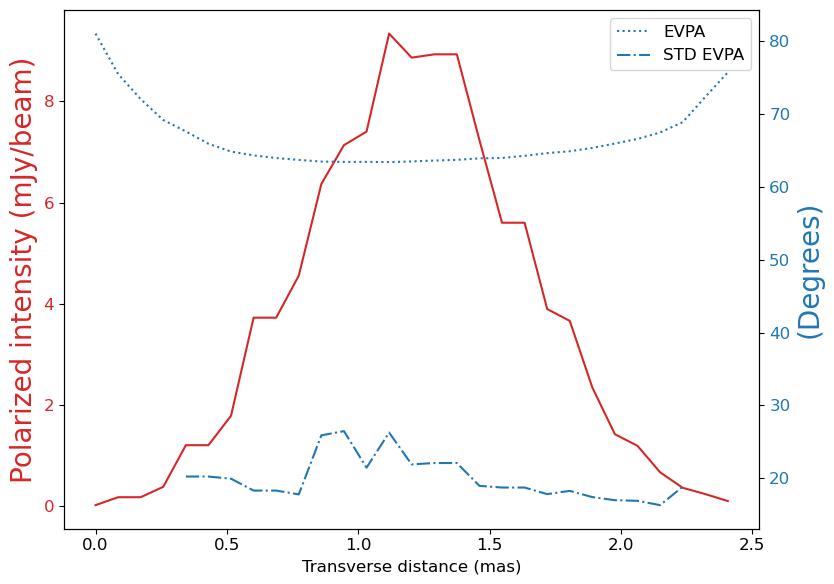 EVPA
STD EVPA
Polarized intensity (mJy/beam)
8
6
4
2
0
80
70
60
50
40
30
20
(Degrees)
0.0 0.5 1.0 1.5 2.0 2.5
Transverse distance (mas)